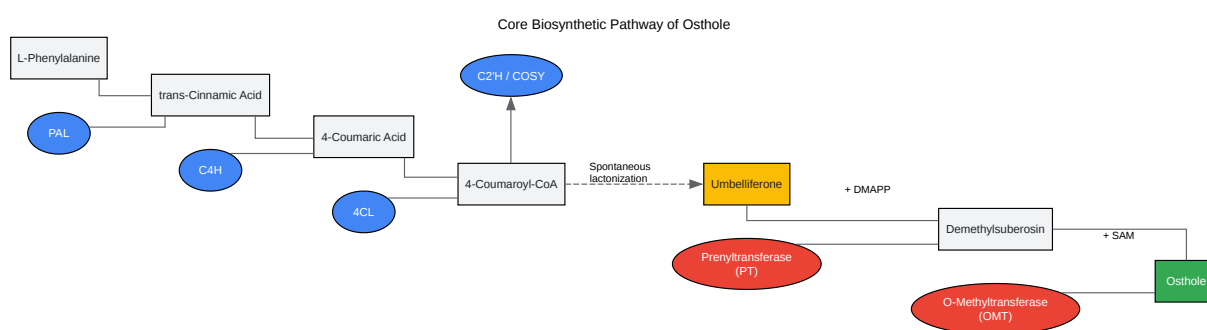 Core Biosynthetic Pathway of Osthole
L-Phenylalanine
C2'H / COSY
trans-Cinnamic Acid
PAL
4-Coumaric Acid
C4H
Spontaneous
lactonization
4-Coumaroyl-CoA
Umbelliferone
+ DMAPP
4CL
Demethylsuberosin
+ SAM
Prenyltransferase
(PT)
Osthole
O-Methyltransferase
(OMT)